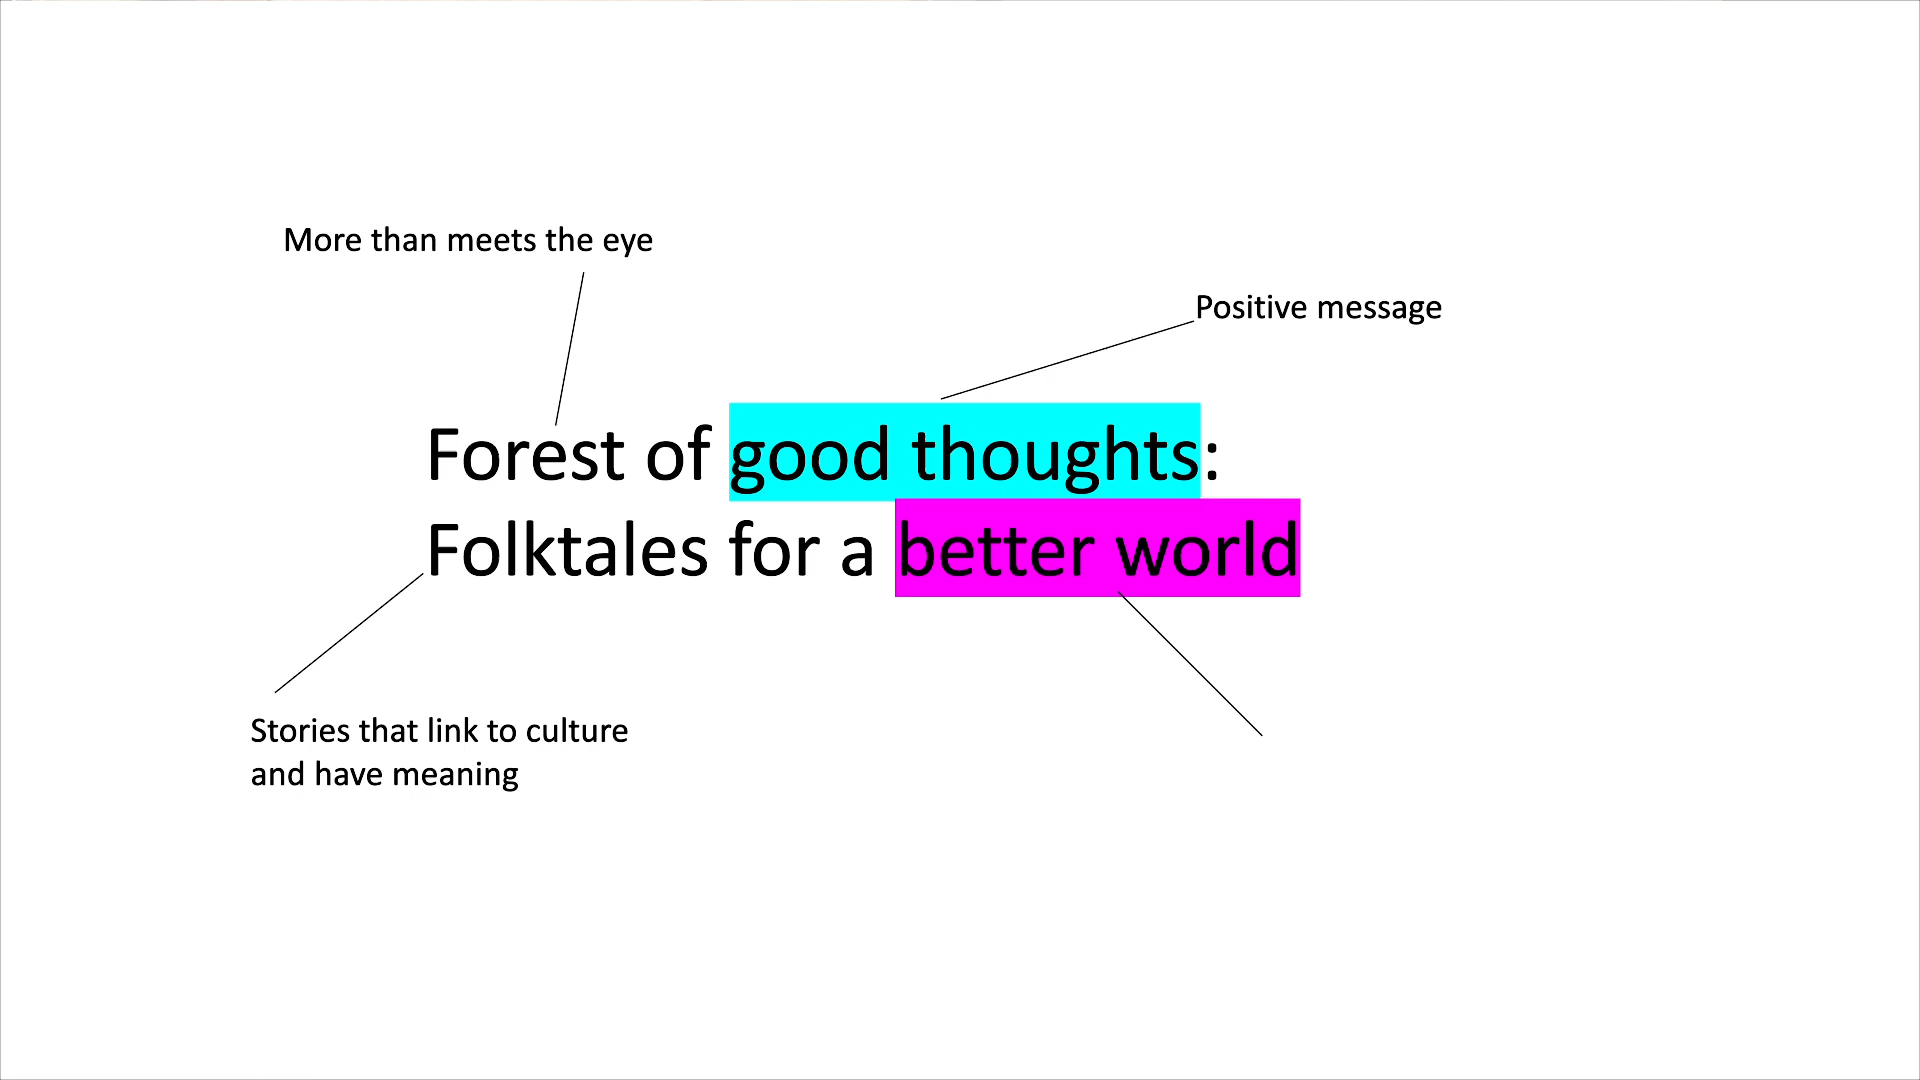 More than meets the eye
Positive message
Forest of good thoughts:
Folktales for a better world
Stories that link to culture
and have meaning